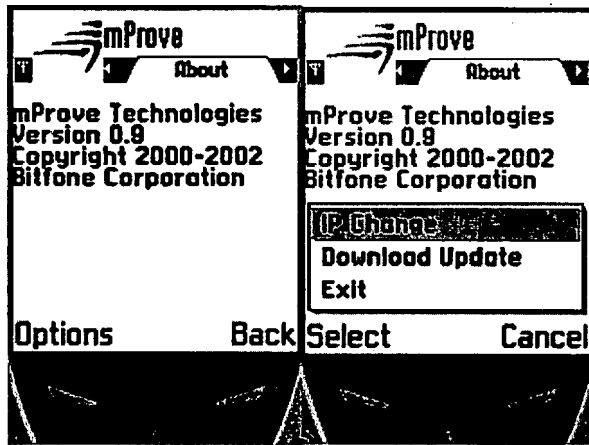 mProve
About
mProve Technologies
Version 0.9
Copyright 2000-2002
Bitfone Corporation
Options Back
mProve
About
mProve Technologies
Version 0.9
Copyright 2000-2002
Bitfone Corporation
IP Change
Download Update
Exit
Select Cancel